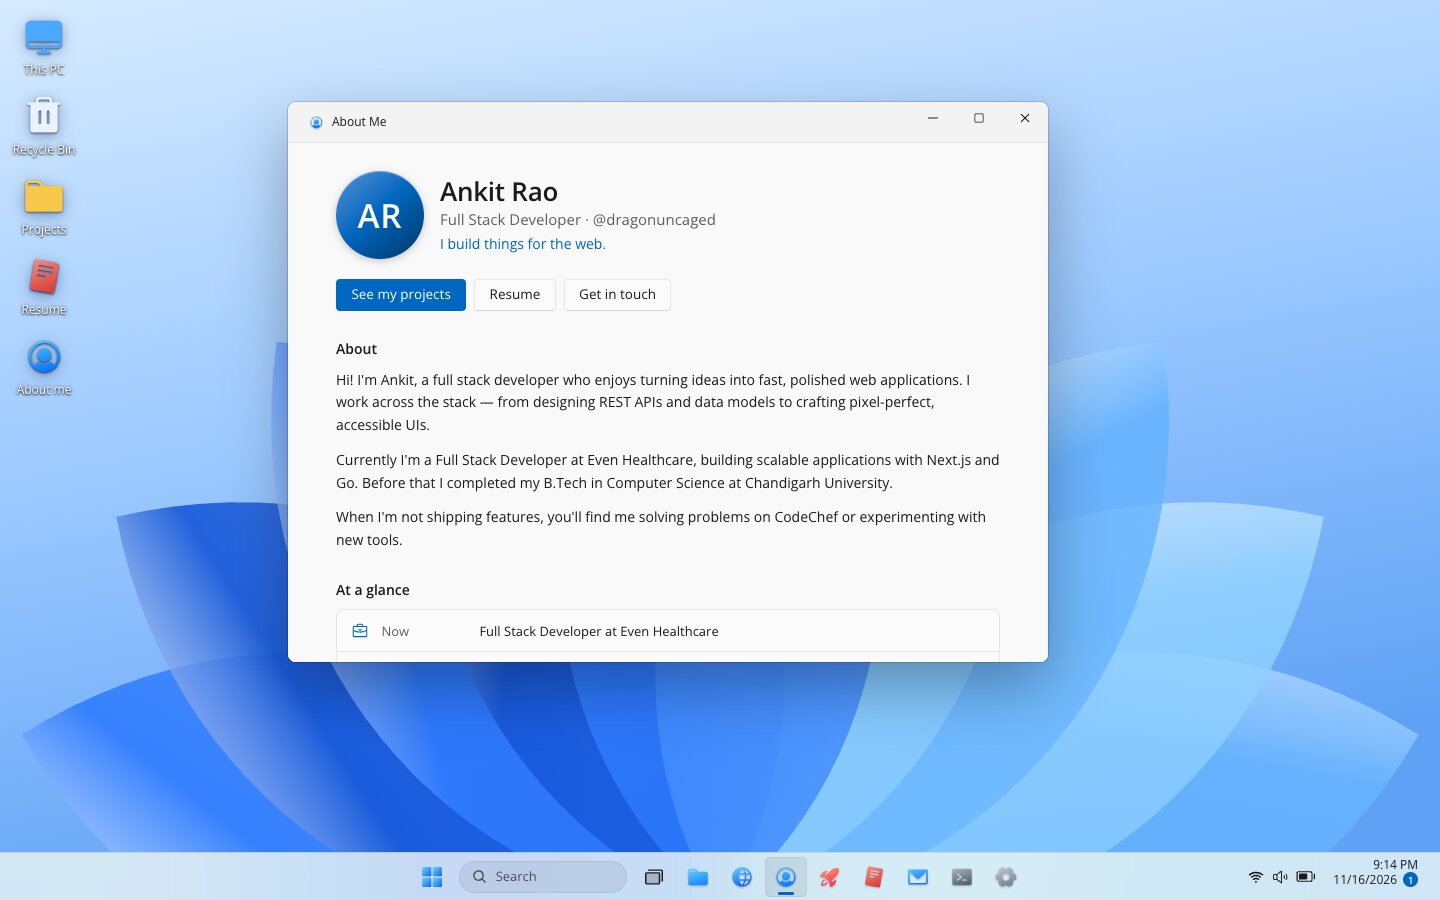 This PC
Recycle Bin
Projects
Resume
About me
About Me
AR
Ankit Rao
Full Stack Developer · @dragonuncaged
I build things for the web.
See my projects
Resume
Get in touch
About
Hi! I'm Ankit, a full stack developer who enjoys turning ideas into fast, polished web applications. I
work across the stack — from designing REST APIs and data models to crafting pixel-perfect,
accessible UIs.
Currently I'm a Full Stack Developer at Even Healthcare, building scalable applications with Next.js and
Go. Before that I completed my B.Tech in Computer Science at Chandigarh University.
When I'm not shipping features, you'll find me solving problems on CodeChef or experimenting with
new tools.
At a glance
Now Full Stack Developer at Even Healthcare
Search
9:14 PM
11/16/2026 1